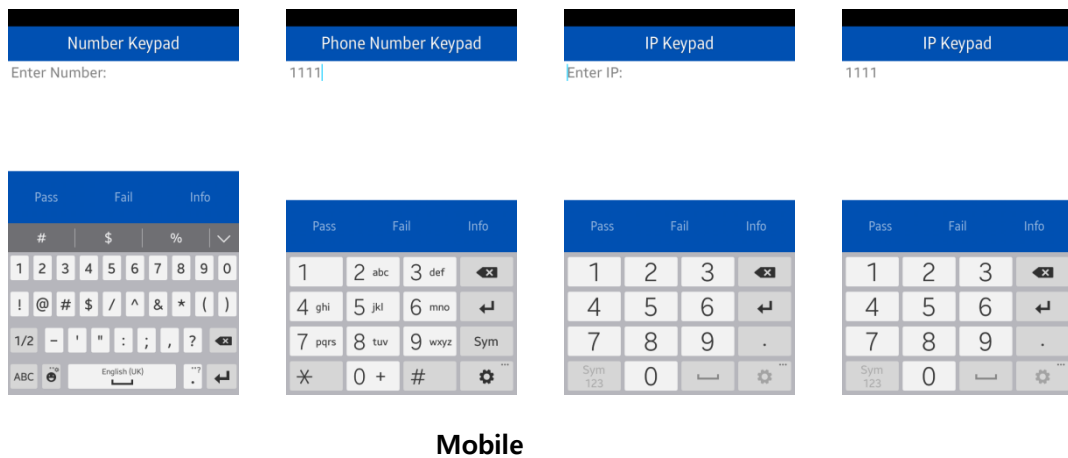 Number Keypad
Enter Number:
Pass Fail Info
# $ %
1 2 3 4 5 6 7 8 9 0
! @ # $ / ^ & * ( )
1/2 - ' " : ; , ?
ABC English (UK) . "?
Phone Number Keypad
1111
Pass Fail Info
1 2 abc 3 def
4 ghi 5 jkl 6 mno
7 pqrs 8 tuv 9 wxyz Sym
* 0 + # ...
IP Keypad
Enter IP:
Pass Fail Info
1 2 3
4 5 6
7 8 9 .
Sym 123 0 ...
IP Keypad
1111
Pass Fail Info
1 2 3
4 5 6
7 8 9 .
Sym 123 0 ...
Mobile